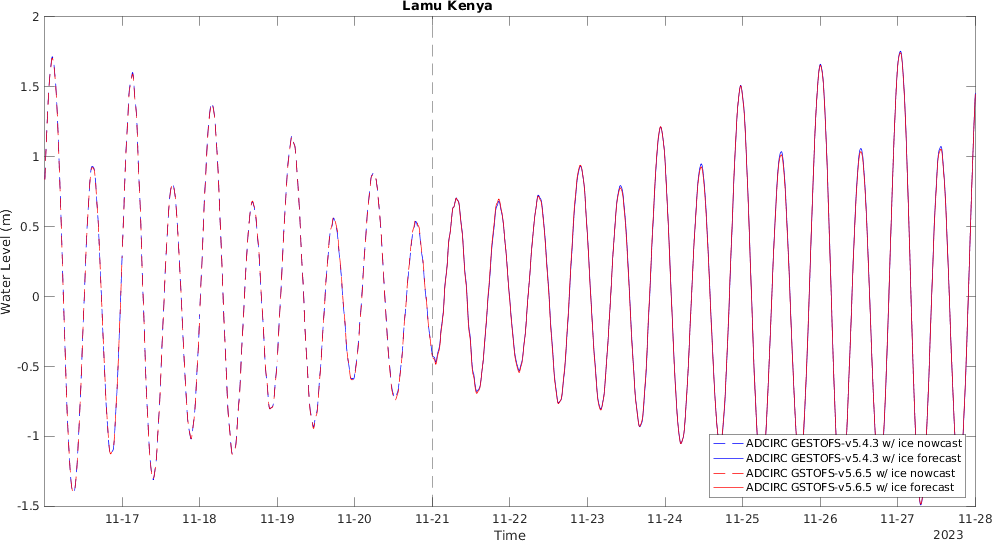 Lamu Kenya
2
1.5
1
0.5
0
-0.5
-1
-1.5
Water Level (m)
11-17 11-18 11-19 11-20 11-21 11-22 11-23 11-24 11-25 11-26 11-27 11-28
Time
2023
ADCIRC GESTOFS-v5.4.3 w/ ice nowcast
ADCIRC GESTOFS-v5.4.3 w/ ice forecast
ADCIRC GSTOFS-v5.6.5 w/ ice nowcast
ADCIRC GSTOFS-v5.6.5 w/ ice forecast